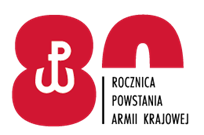 80
ROCZNICA
POWSTANIA
ARMII KRAJOWEJ